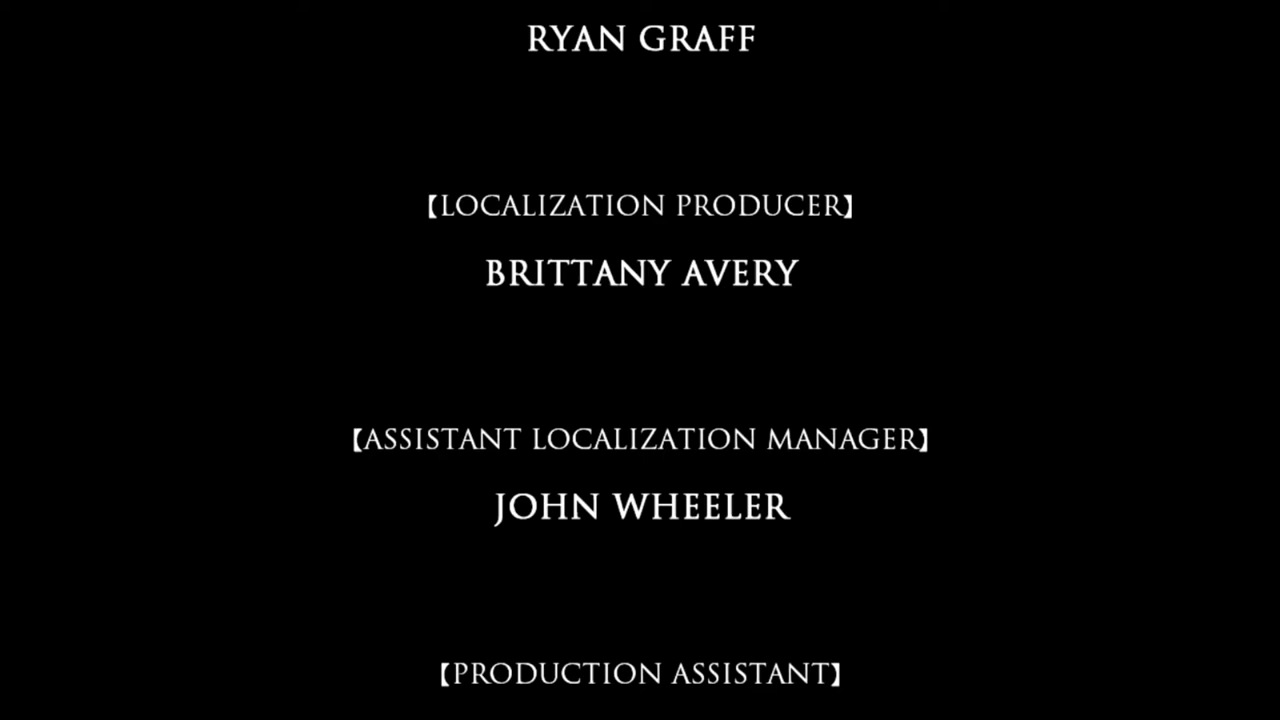 RYAN GRAFF
【LOCALIZATION PRODUCER】
BRITTANY AVERY
【ASSISTANT LOCALIZATION MANAGER】
JOHN WHEELER
【PRODUCTION ASSISTANT】